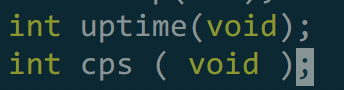 int uptime(void);
int cps ( void );